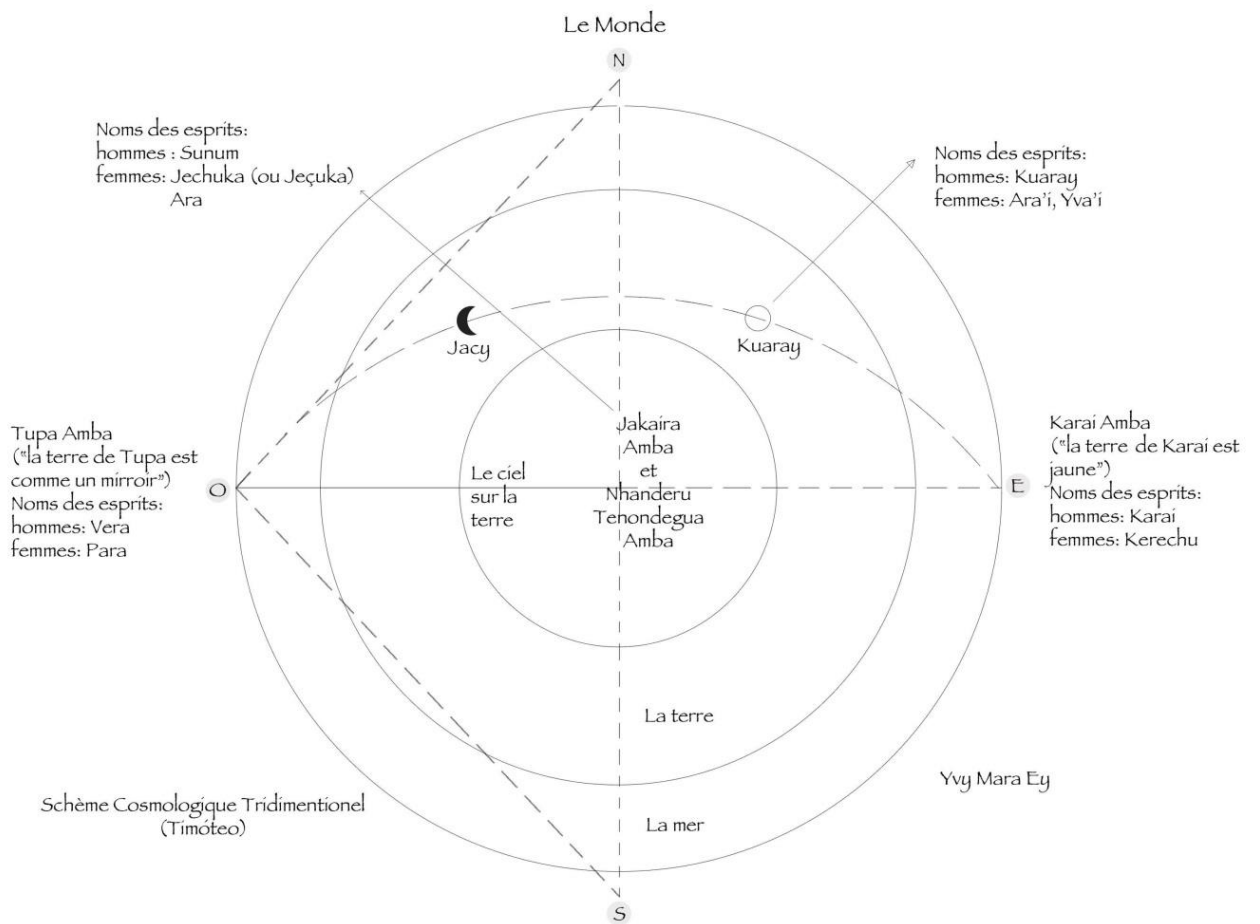 Le Monde
N
Noms des esprits:
hommes : Sunum
femmes: Jechuka (ou Jeçuka)
Ara
Noms des esprits:
hommes: Kuaray
femmes: Ara'i, Yva'i
Jacy
Kuaray
Tupa Amba
("la terre de Tupa est
comme un mirroir")
Noms des esprits:
hommes: Vera
femmes: Para
O
Le ciel
sur la
terre
Jakaira
Amba
et
Nhanderu
Tenondegua
Amba
E
Karai Amba
("la terre de Karai est
jaune")
Noms des esprits:
hommes: Karai
femmes: Kerechu
La terre
Yvy Mara Ey
Schème Cosmologique Tridimentionel
(Timóteo)
La mer
S